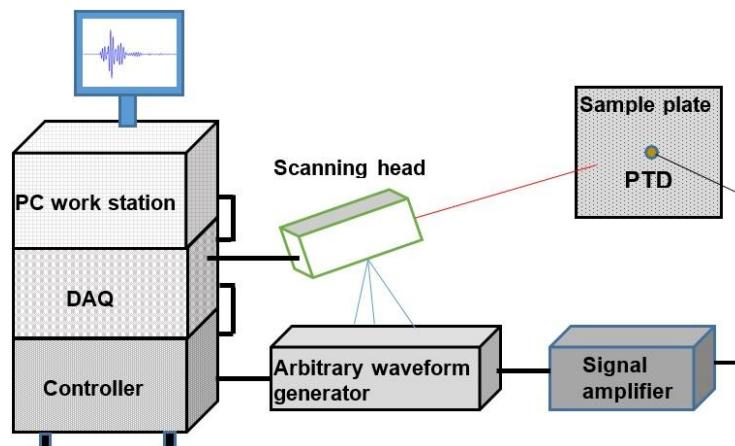 Sample plate
PTD
Scanning head
PC work station
DAQ
Controller
Arbitrary waveform
generator
Signal
amplifier